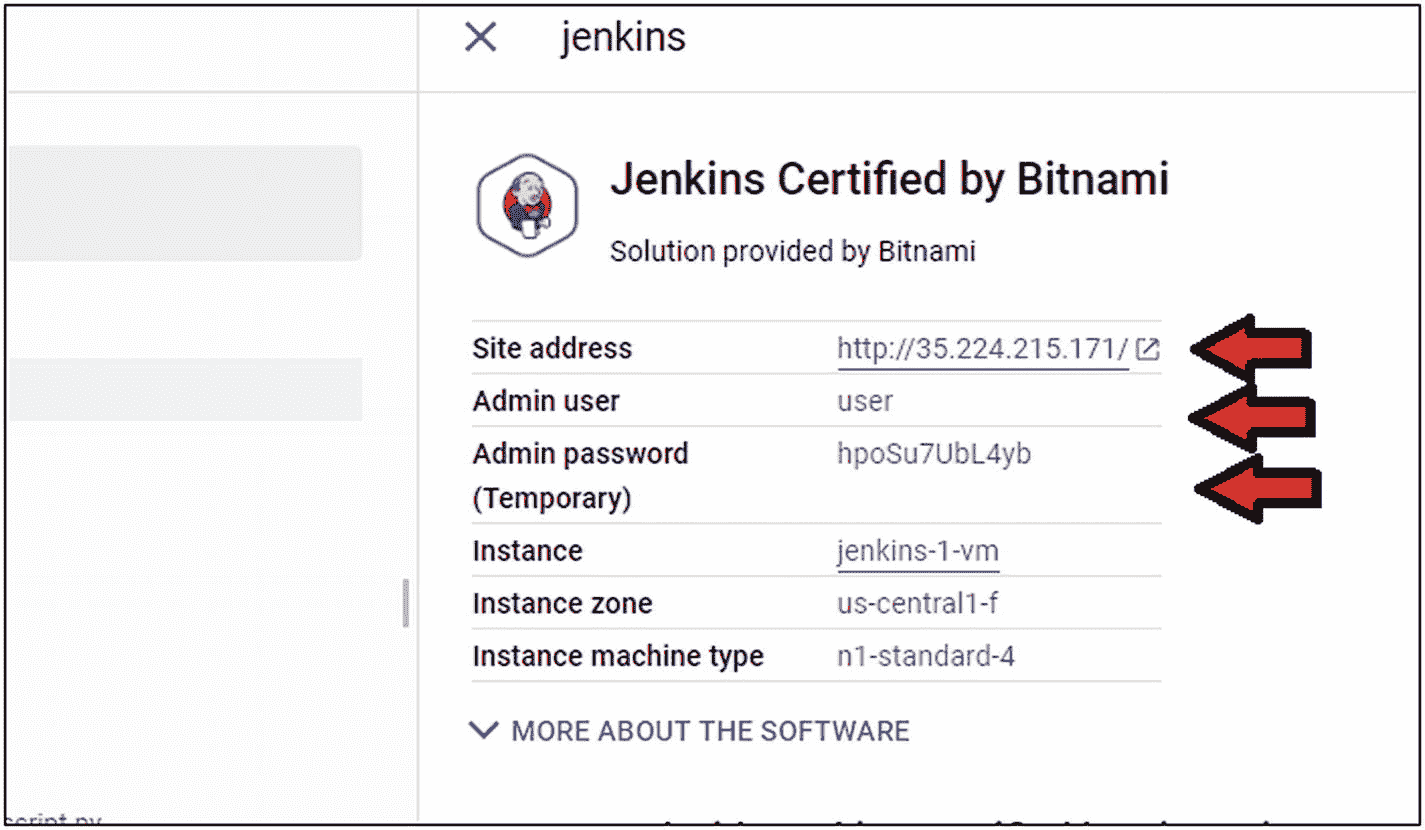 jenkins
Jenkins Certified by Bitnami
Solution provided by Bitnami
Site address http://35.224.215.171/
Admin user user
Admin password hpoSu7UbL4yb
(Temporary)
Instance jenkins-1-vm
Instance zone us-central1-f
Instance machine type n1-standard-4
MORE ABOUT THE SOFTWARE